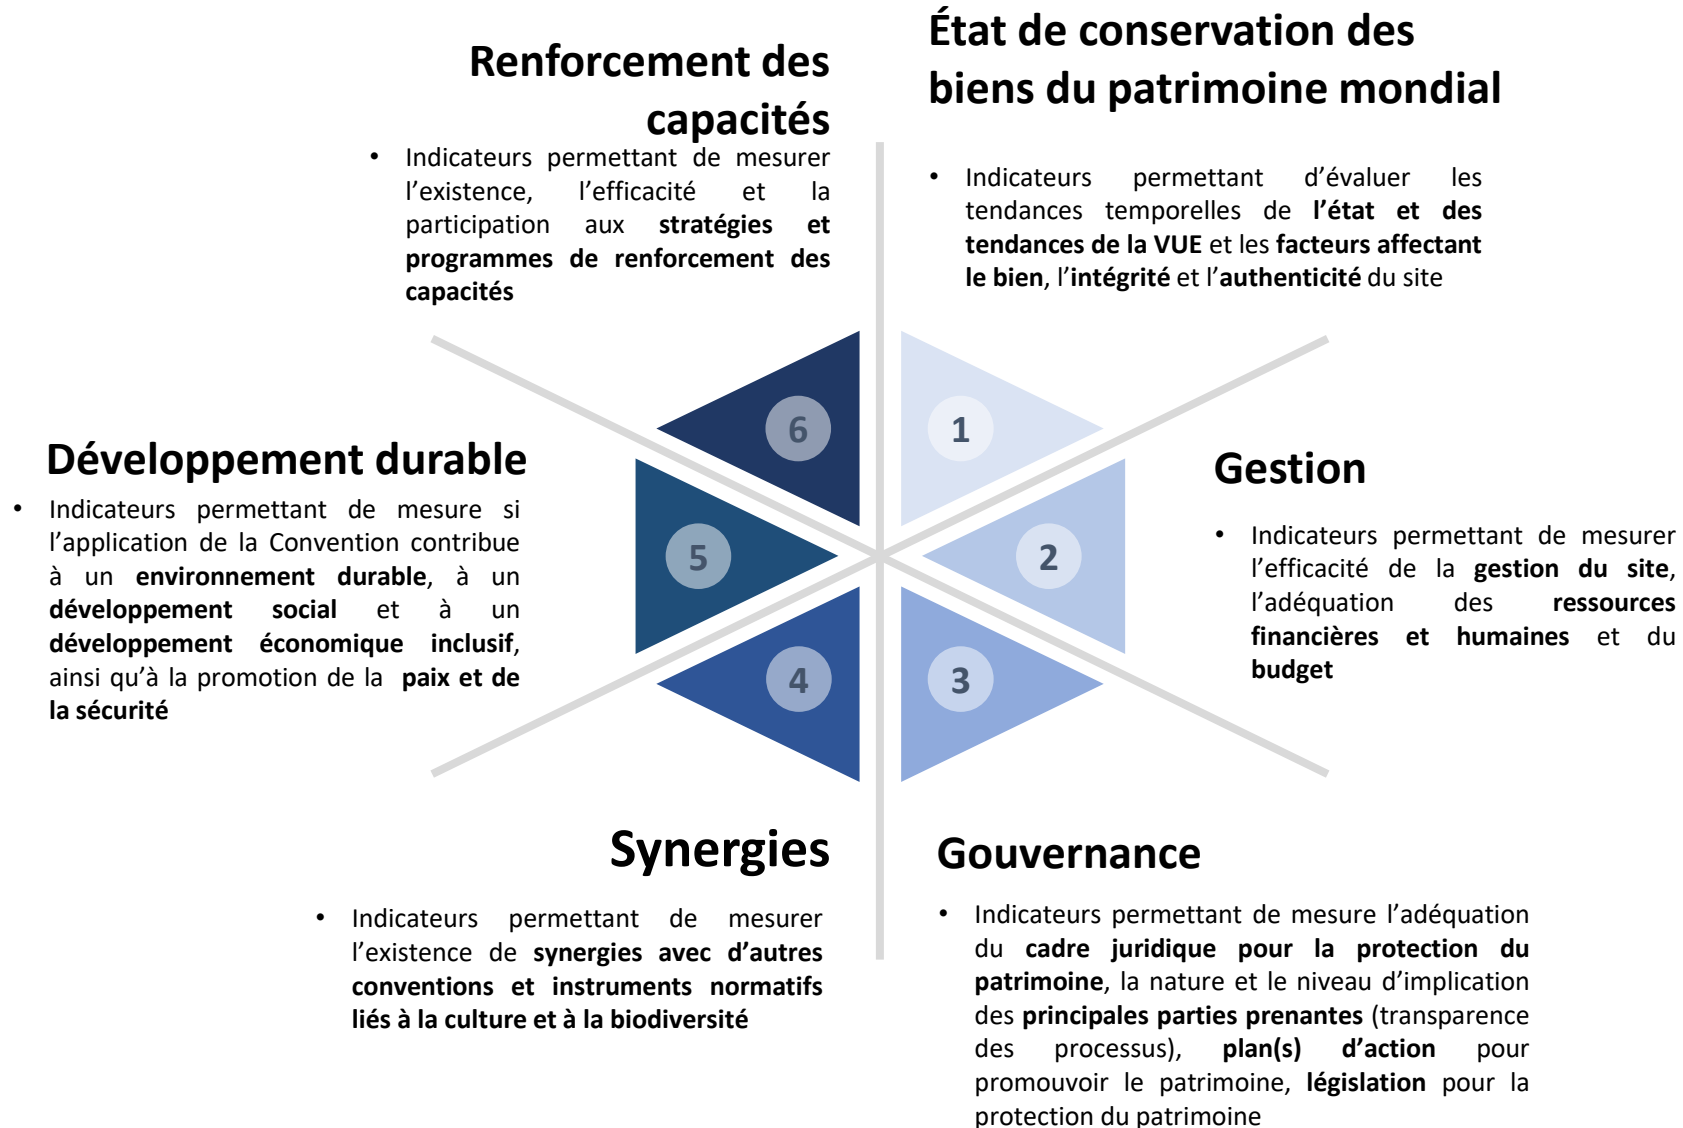 Renforcement des
capacités
• Indicateurs permettant de mesurer
l’existence, l’efficacité et la
participation aux stratégies et
programmes de renforcement des
capacités
État de conservation des
biens du patrimoine mondial
• Indicateurs permettant d’évaluer les
tendances temporelles de l’état et des
tendances de la VUE et les facteurs affectant
le bien, l’intégrité et l’authenticité du site
6
1
Développement durable
• Indicateurs permettant de mesure si
l’application de la Convention contribue
à un environnement durable, à un
développement social et à un
développement économique inclusif,
ainsi qu’à la promotion de la paix et de
la sécurité
5
2
Gestion
• Indicateurs permettant de mesurer
l’efficacité de la gestion du site,
l’adéquation des ressources
financières et humaines et du
budget
4
3
Synergies
• Indicateurs permettant de mesurer
l’existence de synergies avec d’autres
conventions et instruments normatifs
liés à la culture et à la biodiversité
Gouvernance
• Indicateurs permettant de mesure l’adéquation
du cadre juridique pour la protection du
patrimoine, la nature et le niveau d’implication
des principales parties prenantes (transparence
des processus), plan(s) d’action pour
promouvoir le patrimoine, législation pour la
protection du patrimoine